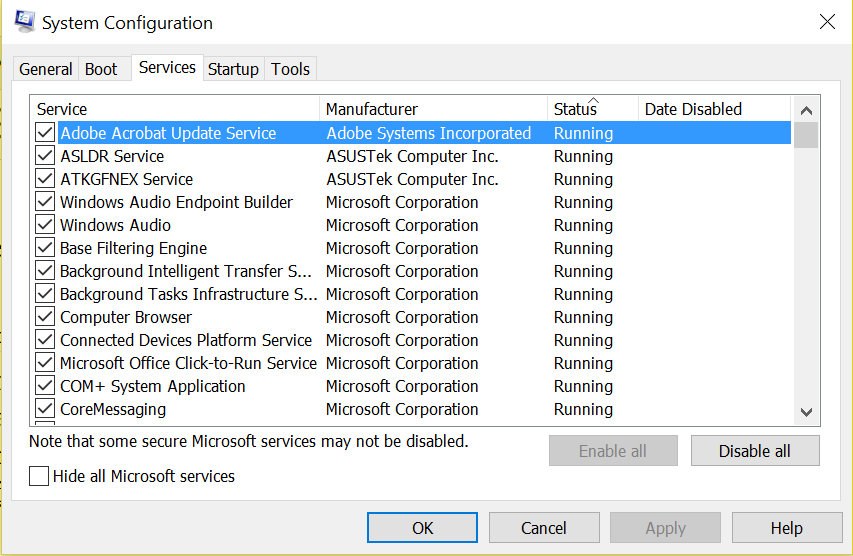 System Configuration
General Boot Services Startup Tools
Service Manufacturer Status Date Disabled
Adobe Acrobat Update Service Adobe Systems Incorporated Running
ASLDR Service ASUSTek Computer Inc. Running
ATKGFNEX Service ASUSTek Computer Inc. Running
Windows Audio Endpoint Builder Microsoft Corporation Running
Windows Audio Microsoft Corporation Running
Base Filtering Engine Microsoft Corporation Running
Background Intelligent Transfer S... Microsoft Corporation Running
Background Tasks Infrastructure S... Microsoft Corporation Running
Computer Browser Microsoft Corporation Running
Connected Devices Platform Service Microsoft Corporation Running
Microsoft Office Click-to-Run Service Microsoft Corporation Running
COM+ System Application Microsoft Corporation Running
CoreMessaging Microsoft Corporation Running
Note that some secure Microsoft services may not be disabled.
Enable all Disable all
Hide all Microsoft services
OK Cancel Apply Help